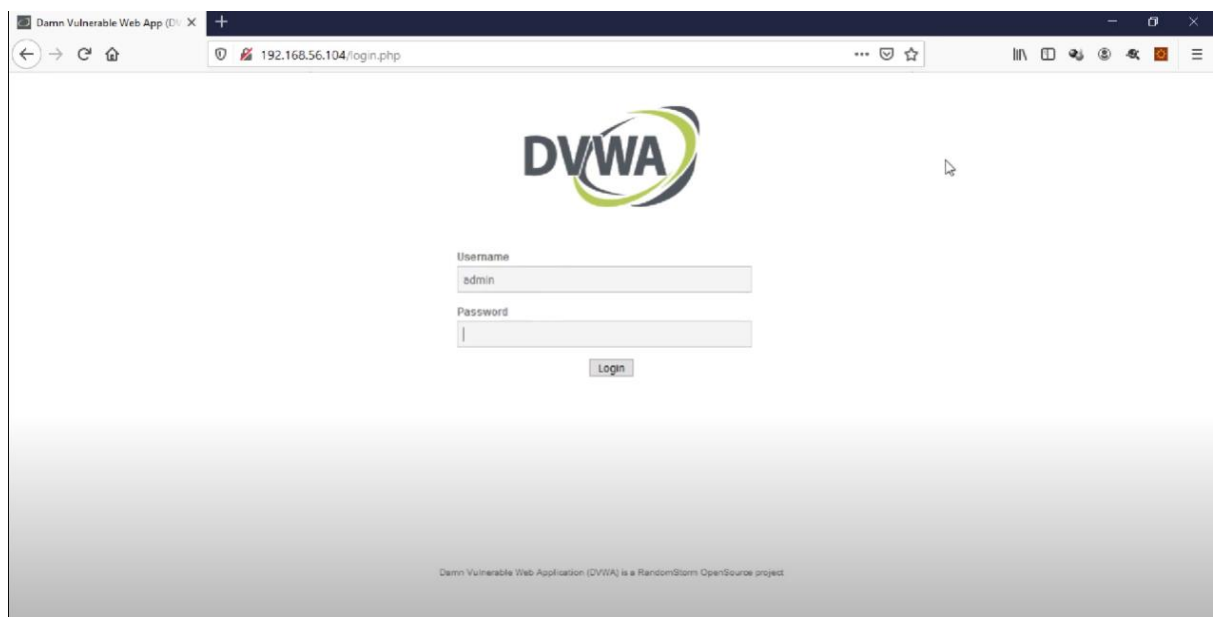 Damn Vulnerable Web App (DV
192.168.56.104/login.php
DVWA
Username
admin
Password
Login
Damn Vulnerable Web Application (DVWA) is a RandomStorm OpenSource project